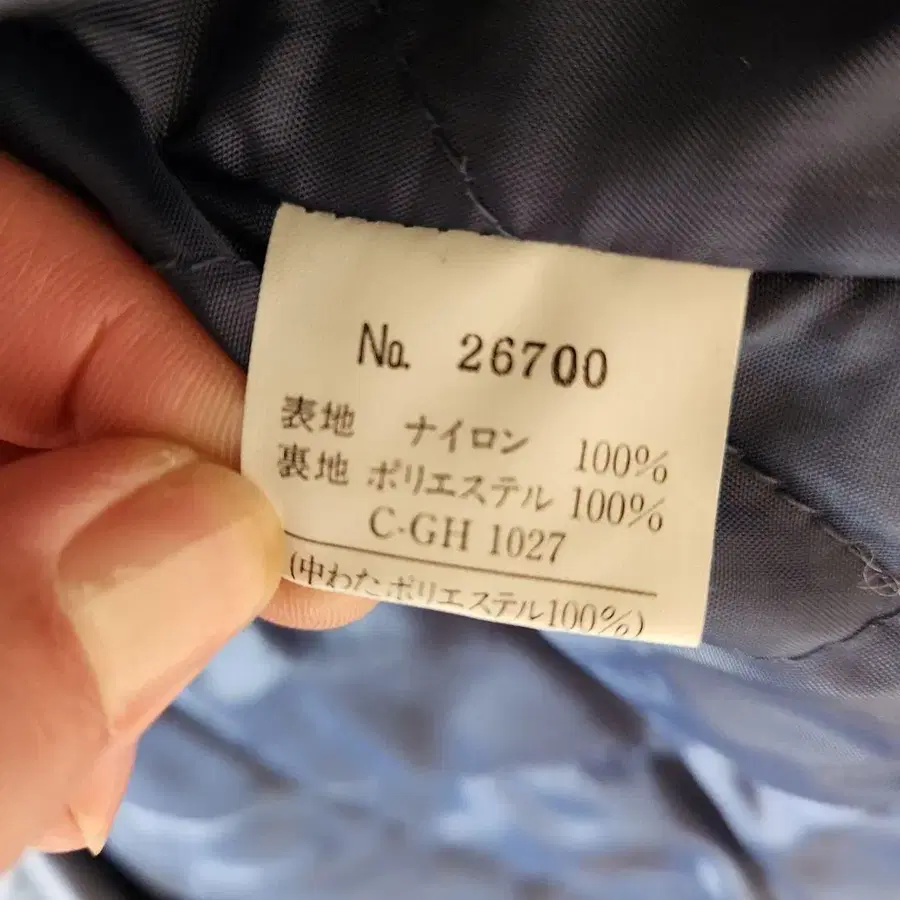 No. 26700
表地 ナイロン 100%
裏地 ポリエステル 100%
C-GH 1027
(中わたポリエステル100%)